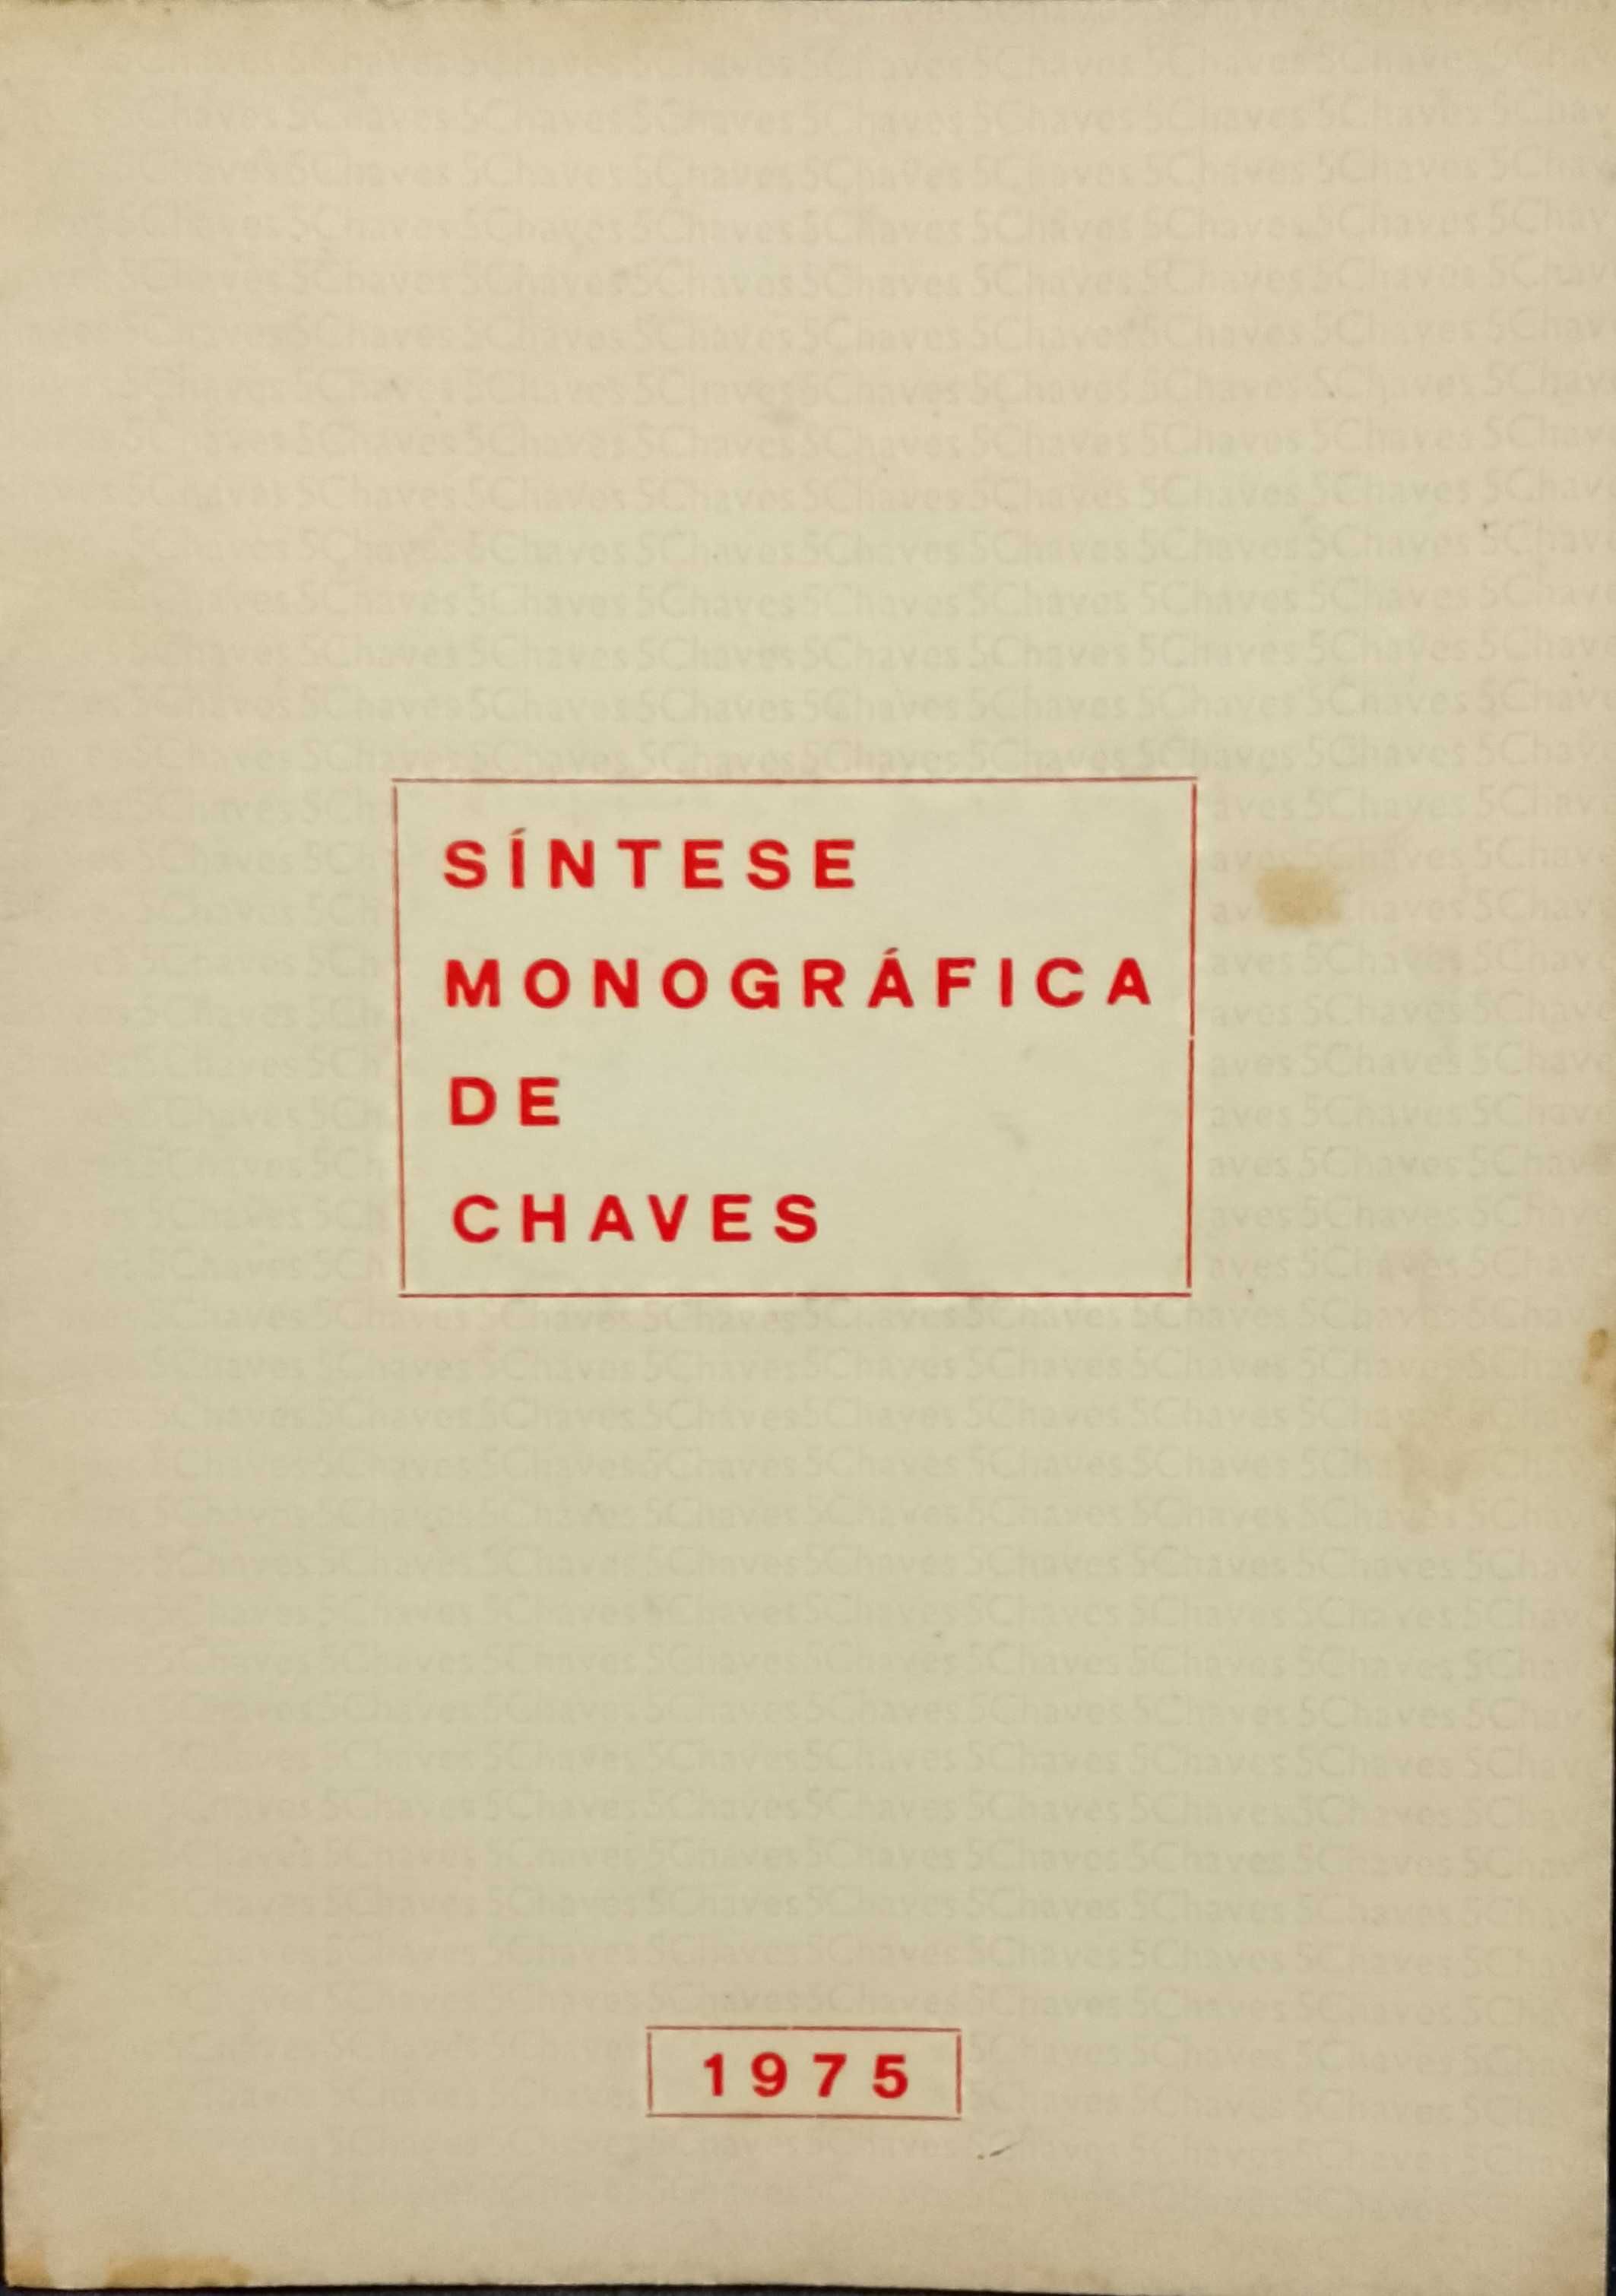 SÍNTESE
MONOGRÁFICA
DE
CHAVES
1975